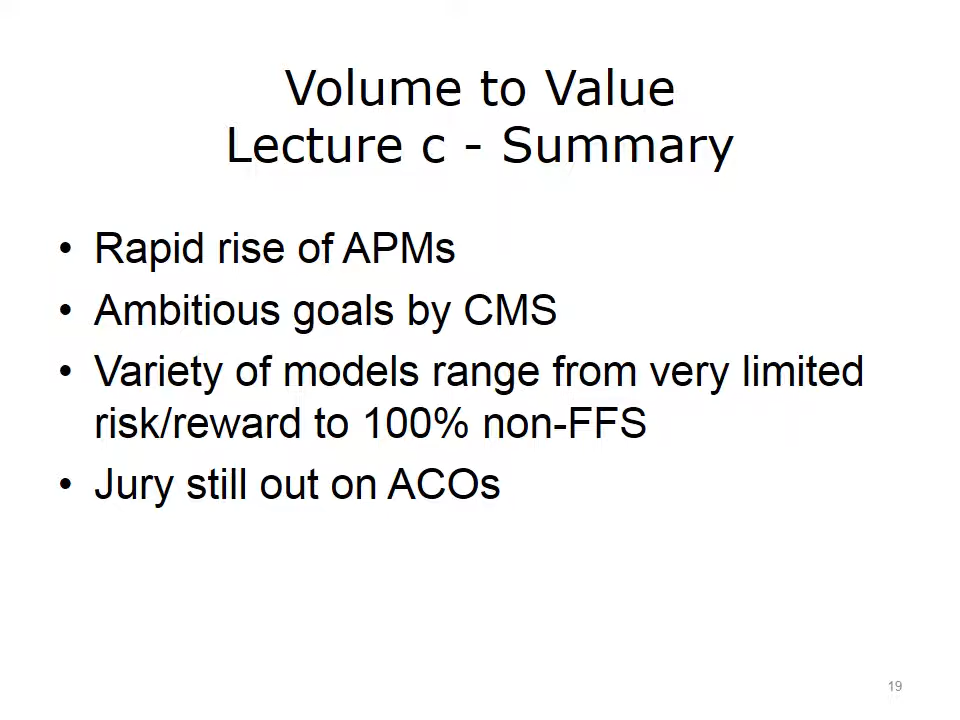 Volume to Value
Lecture c - Summary
• Rapid rise of APMs
• Ambitious goals by CMS
• Variety of models range from very limited
risk/reward to 100% non-FFS
• Jury still out on ACOs
19